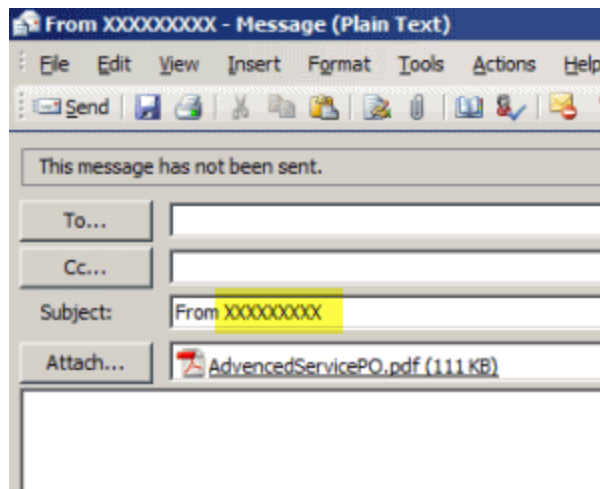 From XXXXXXXXX - Message (Plain Text)
File Edit View Insert Format Tools Actions Help
Send
This message has not been sent.
To...
Cc...
Subject: From XXXXXXXXX
Attach... AdvencedServicePO.pdf (111 KB)